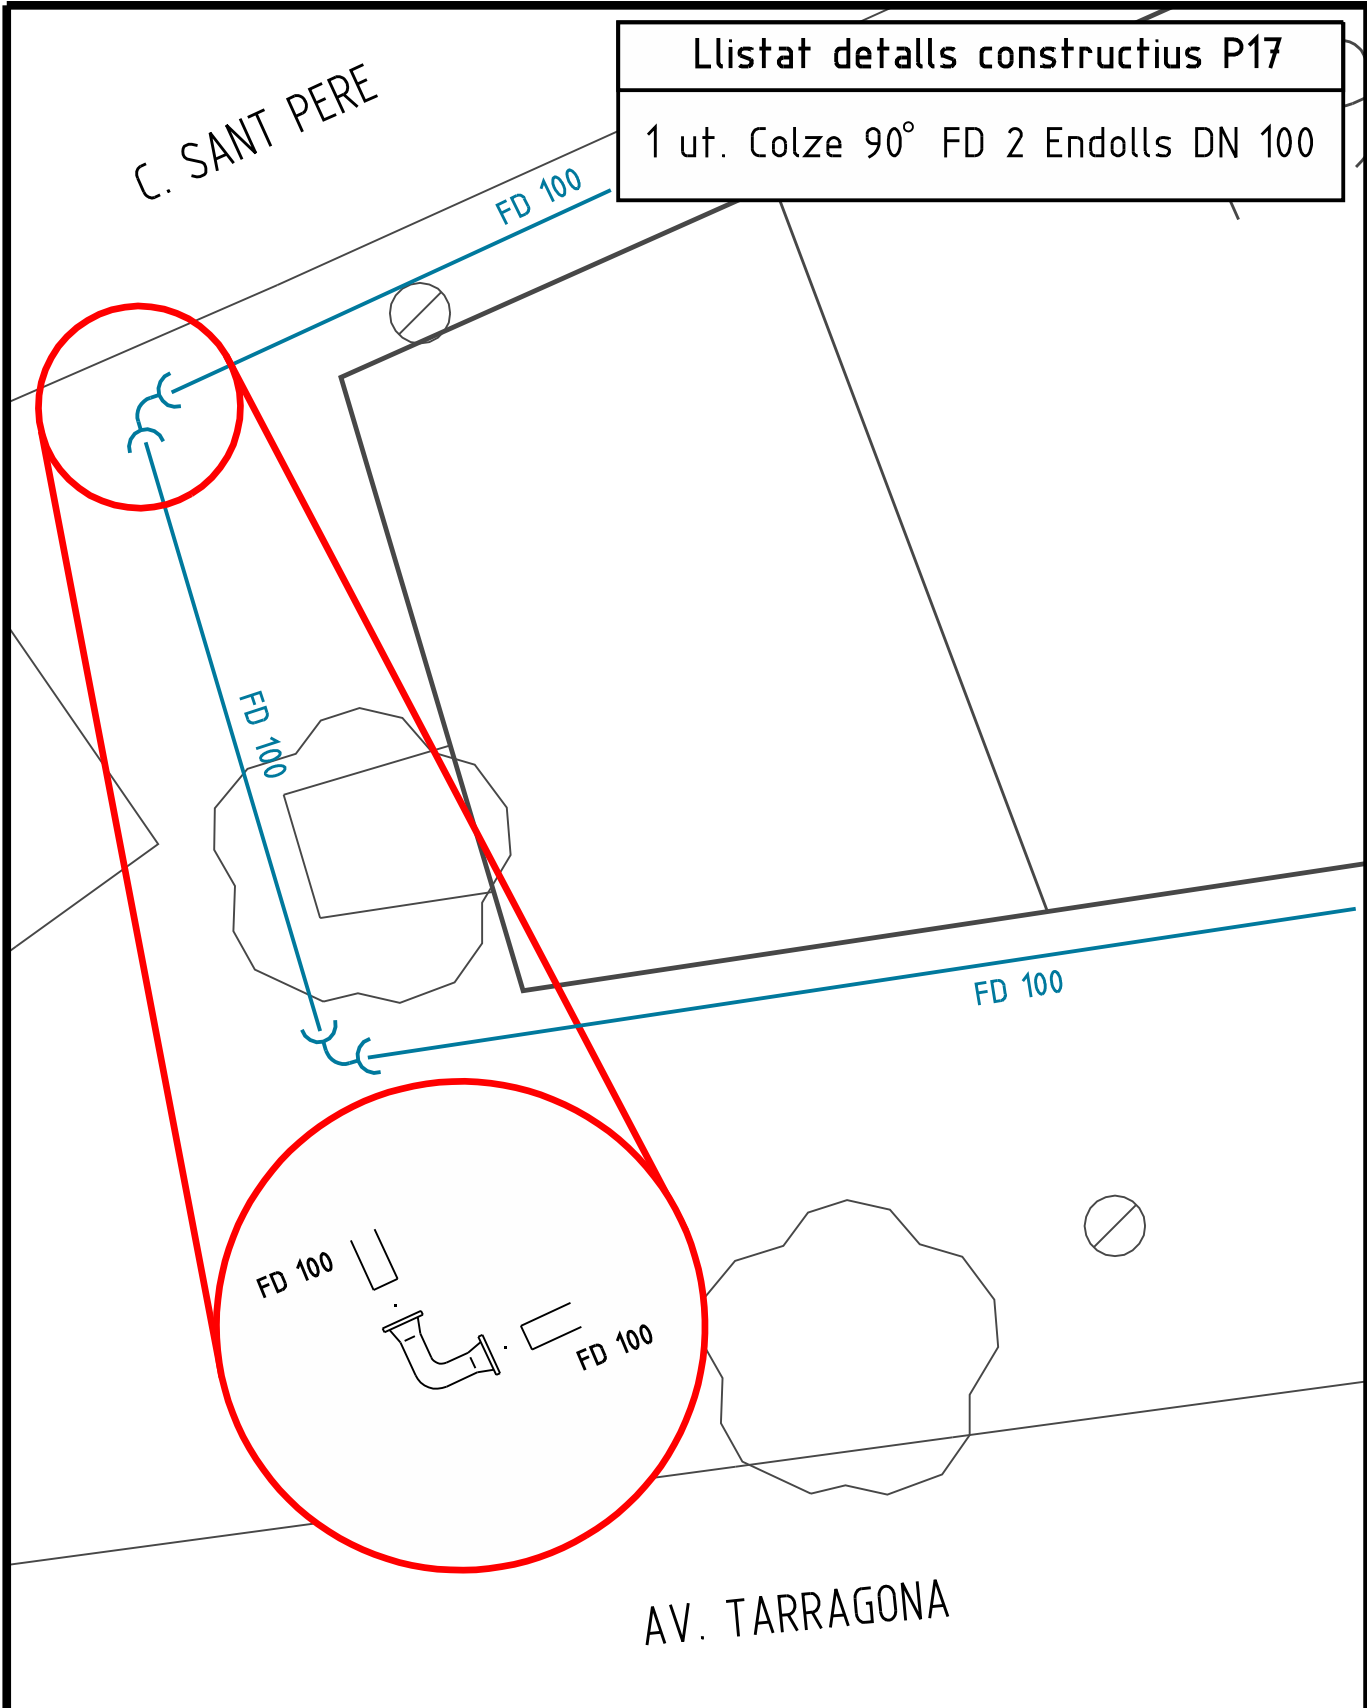 Llistat detalls constructius P17
1 ut. Colze 90° FD 2 Endolls DN 100
C. SANT PERE
FD 100
FD 100
FD 100
FD 100
FD 100
AV. TARRAGONA